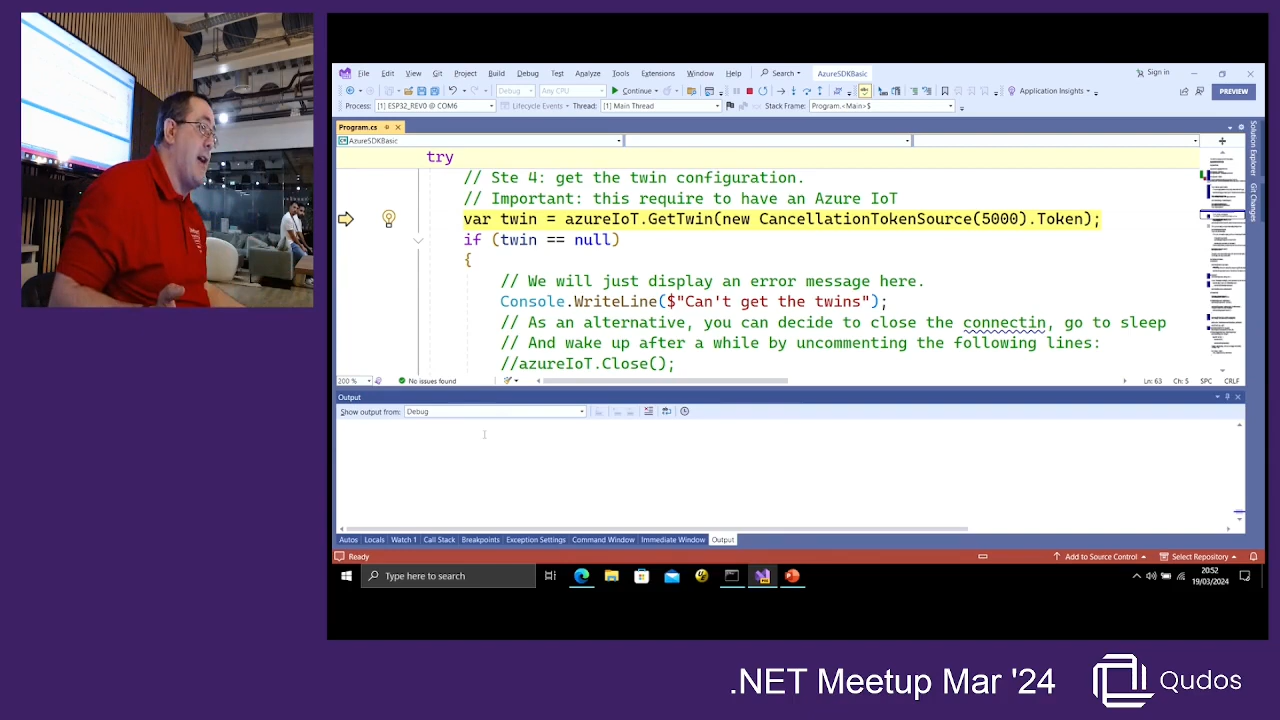 File Edit View Git Project Build Debug Test Analyze Tools Extensions Window Help Search AzureSDKBasic Sign in
Debug Any CPU Continue Application Insights PREVIEW
Process: [1] ESP32_REV0 @ COM6 Lifecycle Events Thread: [1] Main Thread Stack Frame: Program.<Main>$
Program.cs
AzureSDKBasic
try
// Step 4: get the twin configuration.
// Important: this require to have an Azure IoT
var twin = azureIoT.GetTwin(new CancellationTokenSource(5000).Token);
if (twin == null)
{
// We will just display an error message here.
Console.WriteLine($"Can't get the twins");
// As an alternative, you can decide to close the connectin, go to sleep
// and wake up after a while by uncommenting the following lines:
//azureIoT.Close();
200 % No issues found Ln: 63 Ch: 5 SPC CRLF
Output
Show output from: Debug
Autos Locals Watch 1 Call Stack Breakpoints Exception Settings Command Window Immediate Window Output
Ready Add to Source Control Select Repository
Type here to search
20:52
19/03/2024
Solution Explorer
Git Changes
.NET Meetup Mar '24
Qudos